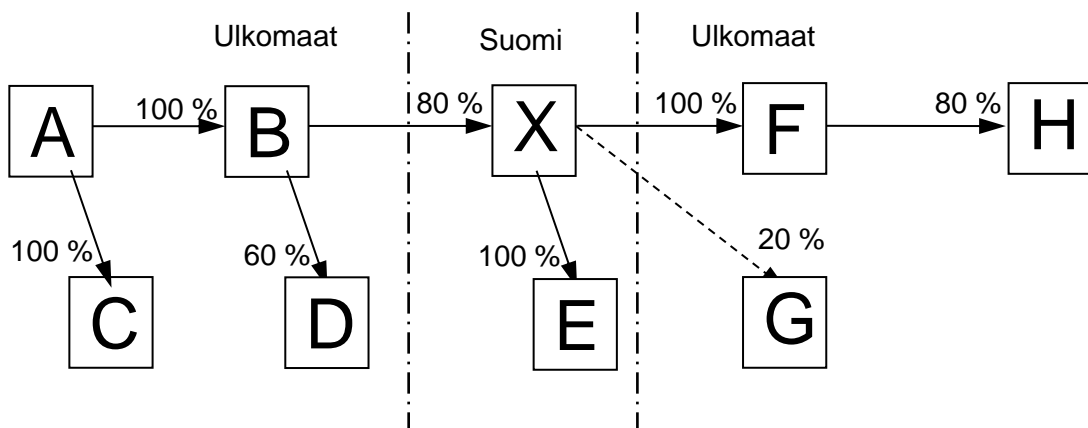 Ulkomaat
Suomi
Ulkomaat
A
100 %
B
80 %
X
100 %
F
80 %
H
100 %
60 %
100 %
20 %
C
D
E
G